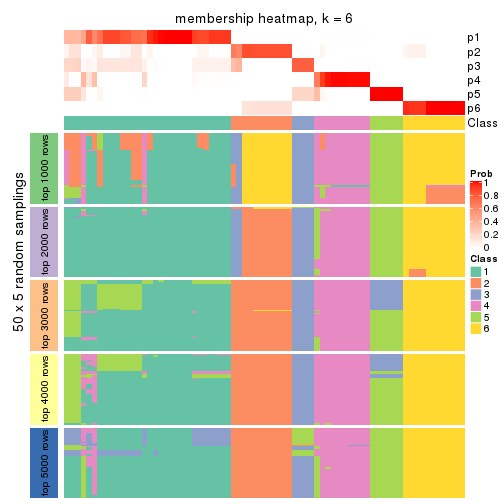 membership heatmap, k = 6
p1
p2
p3
p4
p5
p6
Class
50 x 5 random samplings
top 1000 rows
top 2000 rows
top 3000 rows
top 4000 rows
top 5000 rows
Prob
1
0.8
0.6
0.4
0.2
0
Class
1
2
3
4
5
6